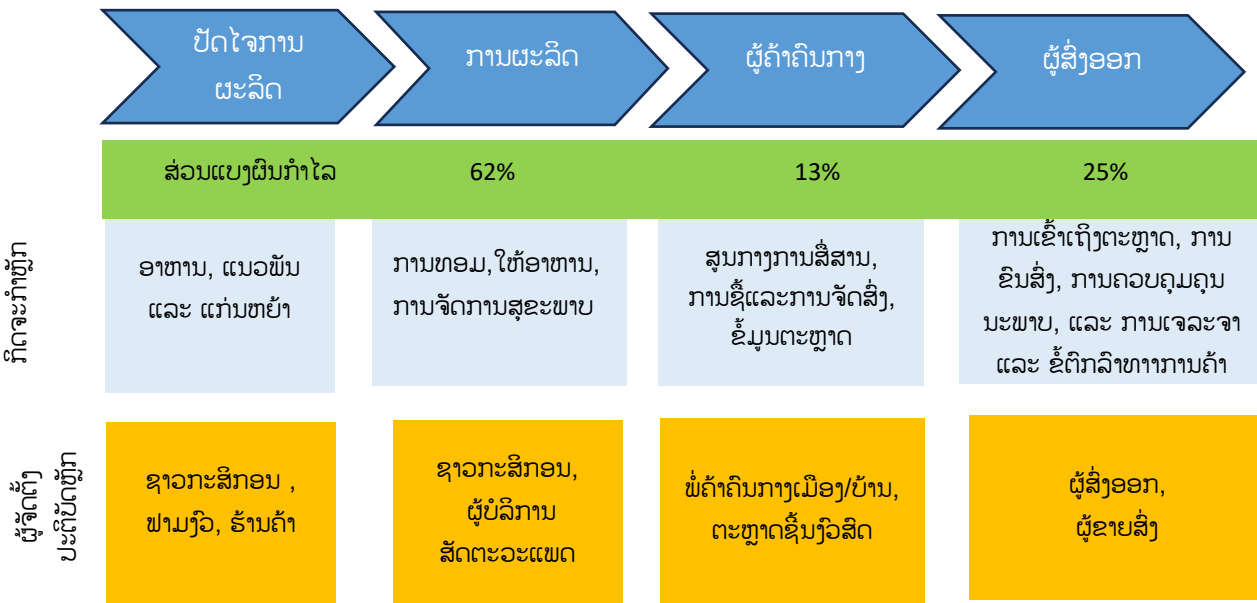 ປັດໄຈການ
ຜະລິດ
ການຜະລິດ
ຜູ້ຄ້າຄົນກາງ
ຜູ້ສົ່ງອອກ
ສ່ວນແບງຜົນກຳໄລ
62%
13%
25%
ກິດຈະກຳຫຼັກ
ອາຫານ, ແນວພັນ
ແລະ ແກ່ນຫຍ້າ
ການທອມ,ໃຫ້ອາຫານ,
ການຈັດການສຸຂະພາບ
ສູນກາງການສື່ສານ,
ການຊື້ແລະການຈັດສົ່ງ,
ຂໍ້ມູນຕະຫຼາດ
ການເຂົ້າເຖິງຕະຫຼາດ, ການ
ຂົນສົ່ງ, ການຄວບຄຸມຄຸນ
ນະພາບ, ແລະ ການເຈລະຈາ
ແລະ ຂໍ້ຕົກລົາທາາການຄ້າ
ຜູ້ຈັດຕັ້ງ
ປະຕິບັດຫຼັກ
ຊາວກະສິກອນ ,
ຟາມງົວ, ຮ້ານຄ້າ
ຊາວກະສິກອນ,
ຜູ້ບໍລິການ
ສັດຕະວະແພດ
ພໍ່ຄ້າຄົນກາງເມືອງ/ບ້ານ,
ຕະຫຼາດຊີ້ນງົວສົດ
ຜູ້ສົ່ງອອກ,
ຜູ້ຂາຍສົ່ງ